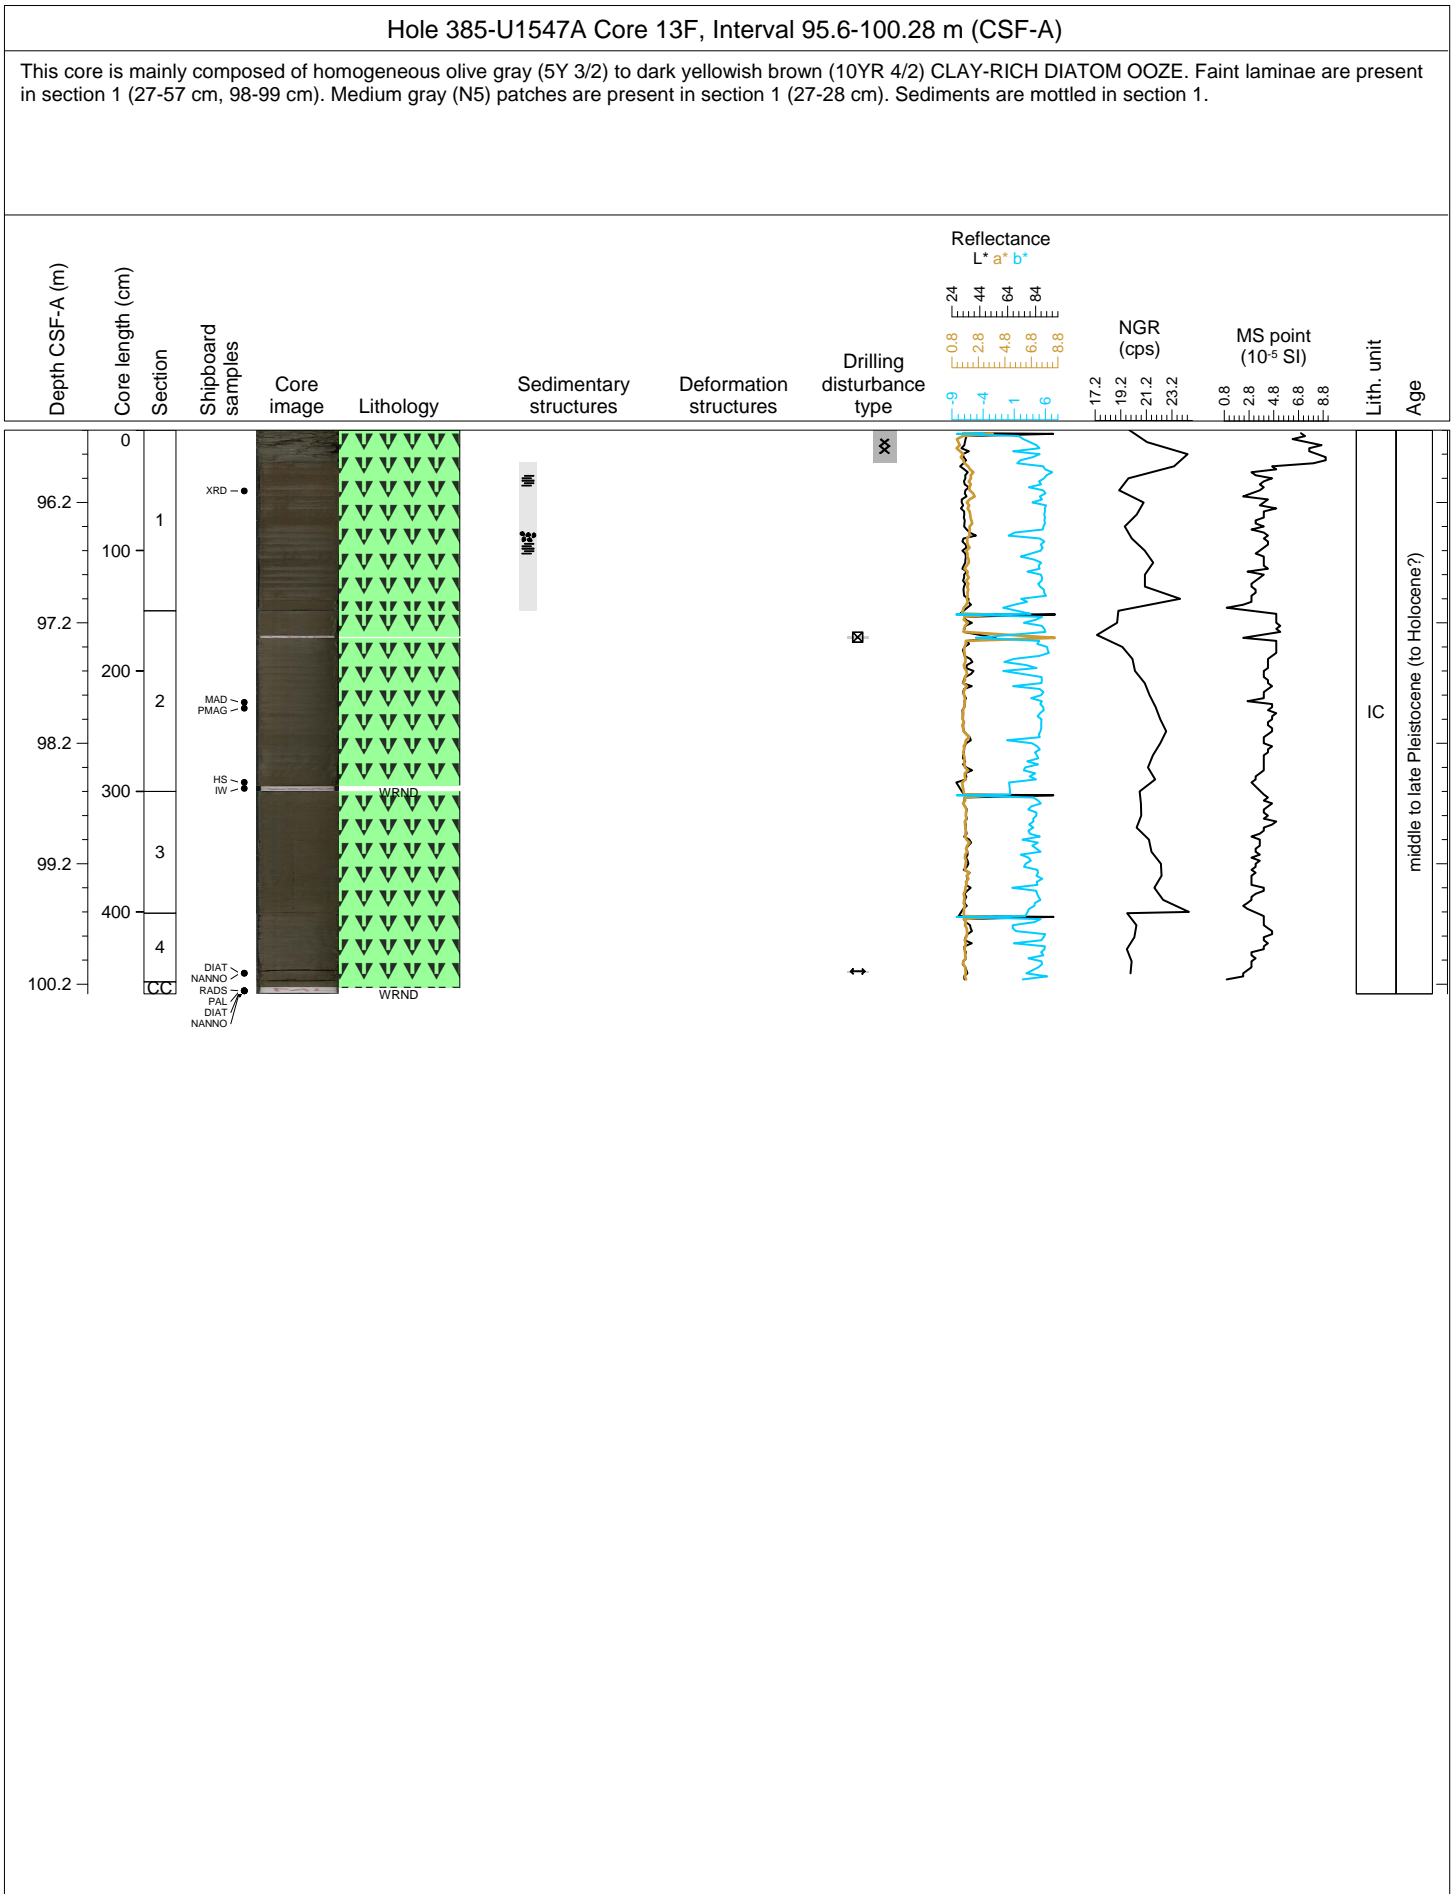 Hole 385-U1547A Core 13F, Interval 95.6-100.28 m (CSF-A)
This core is mainly composed of homogeneous olive gray (5Y 3/2) to dark yellowish brown (10YR 4/2) CLAY-RICH DIATOM OOZE. Faint laminae are present
in section 1 (27-57 cm, 98-99 cm). Medium gray (N5) patches are present in section 1 (27-28 cm). Sediments are mottled in section 1.
Depth CSF-A (m)
Core length (cm)
Section
Shipboard
samples
Core
image
Lithology
Sedimentary
structures
Deformation
structures
Drilling
disturbance
type
Reflectance
L* a* b*
24 44 64 84
0.8 2.8 4.8 6.8 8.8
-9 -4 1 6
NGR
(cps)
17.2 19.2 21.2 23.2
MS point
(10-5 SI)
0.8 2.8 4.8 6.8 8.8
Lith. unit
Age
96.2
97.2
98.2
99.2
100.2
0
100
200
300
400
1
2
3
4
CC
XRD
MAD
PMAG
HS
IW
DIAT
NANNO
RADS
PAL
DIAT
NANNO
PAL
WRND
WRND
IC
middle to late Pleistocene (to Holocene?)